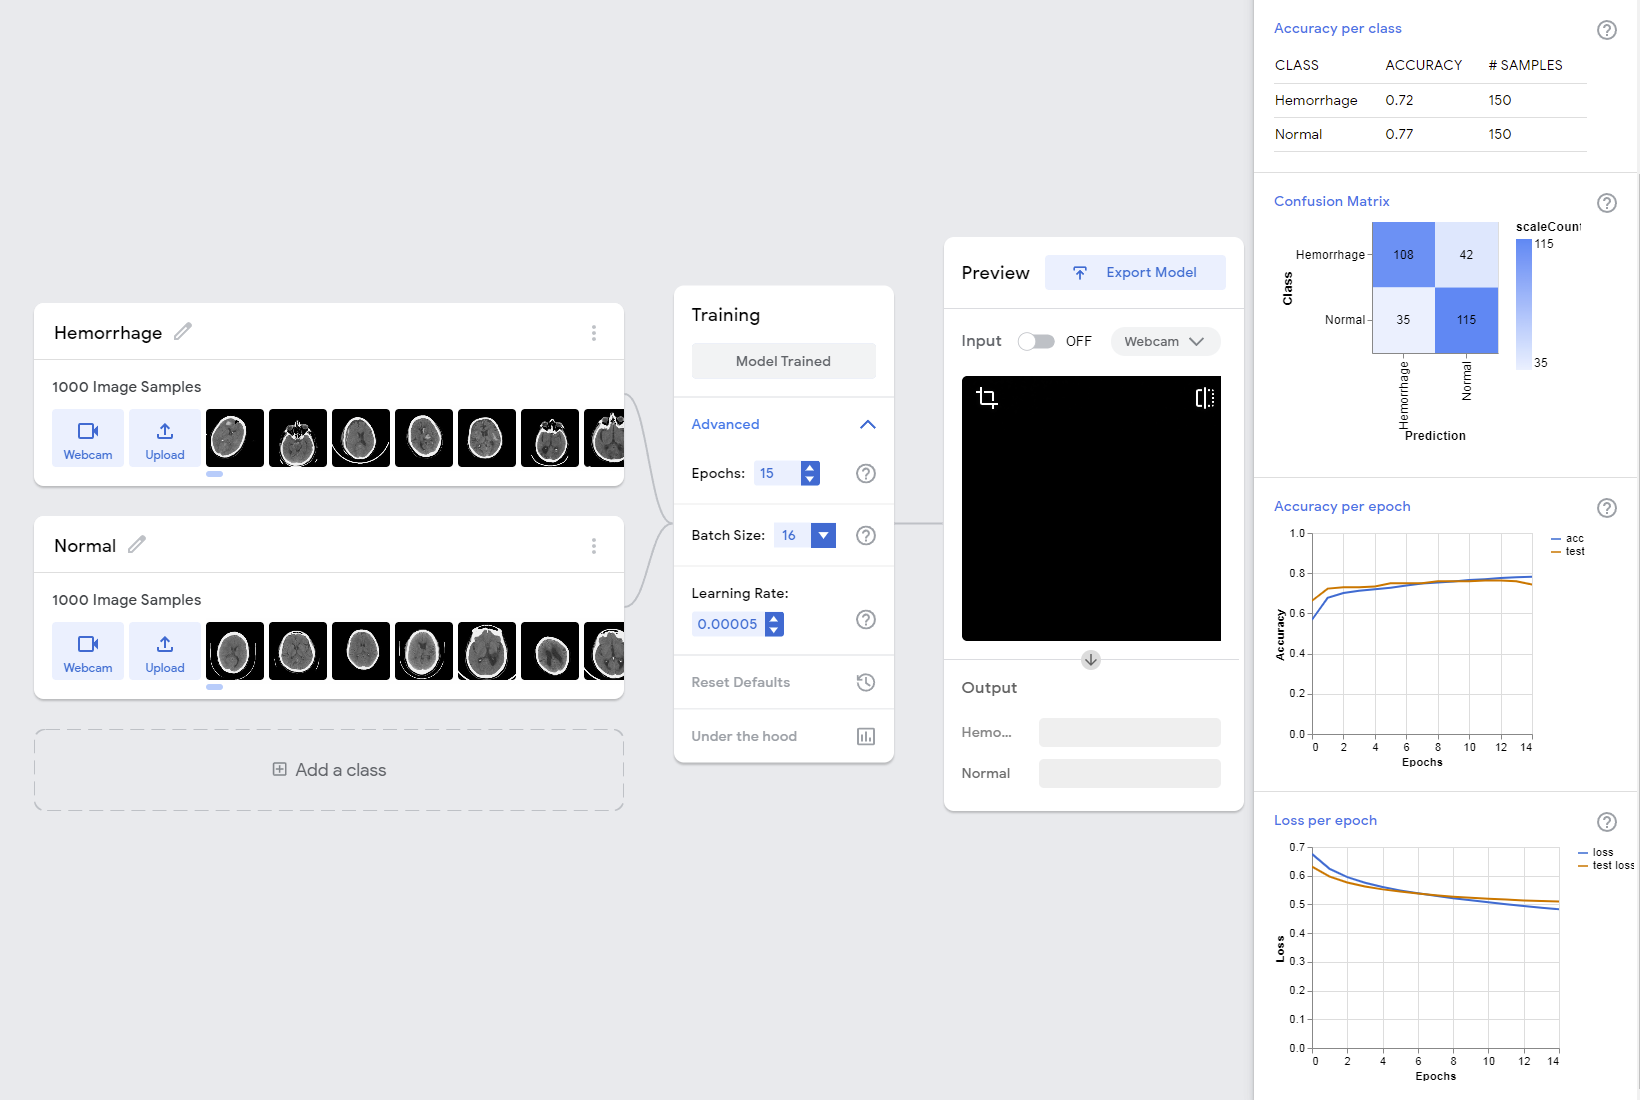 Hemorrhage
1000 Image Samples
Webcam
Upload
Normal
1000 Image Samples
Webcam
Upload
Add a class
Training
Model Trained
Advanced
Epochs: 15
Batch Size: 16
Learning Rate:
0.00005
Reset Defaults
Under the hood
Preview
Export Model
Input OFF Webcam
Output
Hemo...
Normal
Accuracy per class
CLASS ACCURACY # SAMPLES
Hemorrhage 0.72 150
Normal 0.77 150
Confusion Matrix
scaleCount
115
35
Class
Hemorrhage 108 42
Normal 35 115
Hemorrhage Normal
Prediction
Accuracy per epoch
acc
test
Accuracy
1.0
0.8
0.6
0.4
0.2
0.0
0 2 4 6 8 10 12 14
Epochs
Loss per epoch
loss
test loss
Loss
0.7
0.6
0.5
0.4
0.3
0.2
0.1
0.0
0 2 4 6 8 10 12 14
Epochs